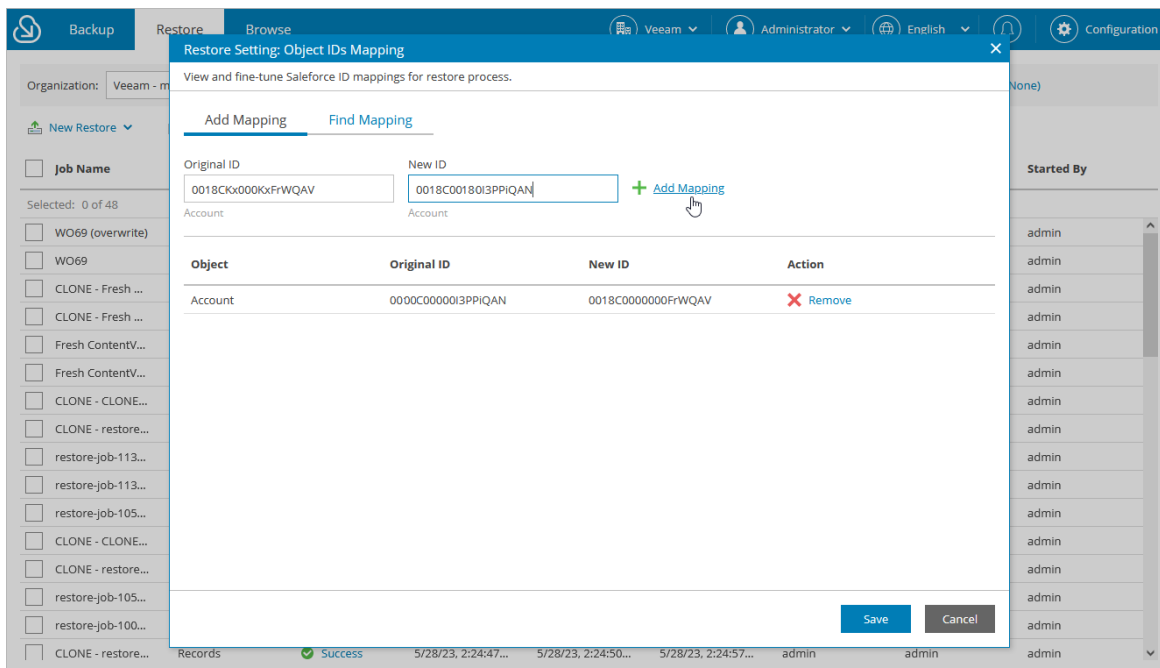 Backup Restore Browse Veeam Administrator English Configuration
Restore Setting: Object IDs Mapping
View and fine-tune Saleforce ID mappings for restore process.
Organization: Veeam - m None)
Add Mapping Find Mapping
New Restore
Original ID New ID
Job Name Started By
0018CKx000KxFrWQAV 0018C00180I3PPiQAN Add Mapping
Selected: 0 of 48 Account Account
WO69 (overwrite) admin
WO69 admin
Object Original ID New ID Action
CLONE - Fresh ... admin
Account 0000C00000I3PPiQAN 0018C0000000FrWQAV Remove
CLONE - Fresh ... admin
Fresh ContentV... admin
Fresh ContentV... admin
CLONE - CLONE... admin
CLONE - restore... admin
restore-job-113... admin
restore-job-113... admin
restore-job-105... admin
CLONE - CLONE... admin
CLONE - restore... admin
restore-job-105... admin
restore-job-100... admin
Save Cancel
CLONE - restore... Records Success 5/28/23, 2:24:47... 5/28/23, 2:24:50... 5/28/23, 2:24:57... admin admin admin